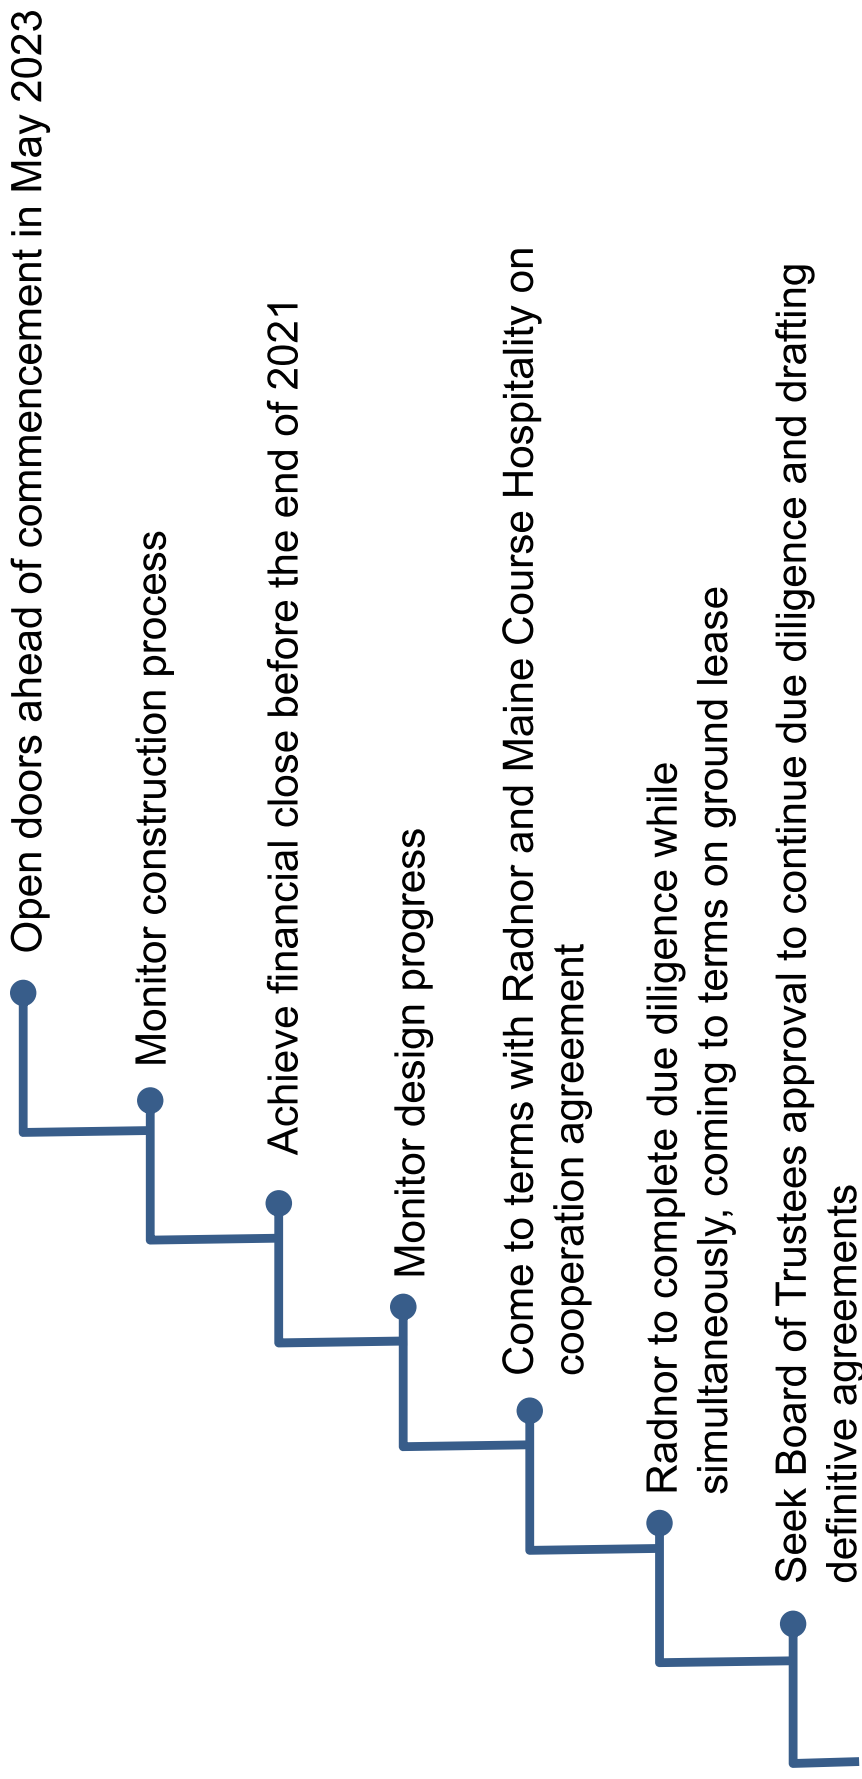 Open doors ahead of commencement in May 2023
Monitor construction process
Achieve financial close before the end of 2021
Monitor design progress
Come to terms with Radnor and Maine Course Hospitality on
cooperation agreement
Radnor to complete due diligence while
simultaneously, coming to terms on ground lease
Seek Board of Trustees approval to continue due diligence and drafting
definitive agreements